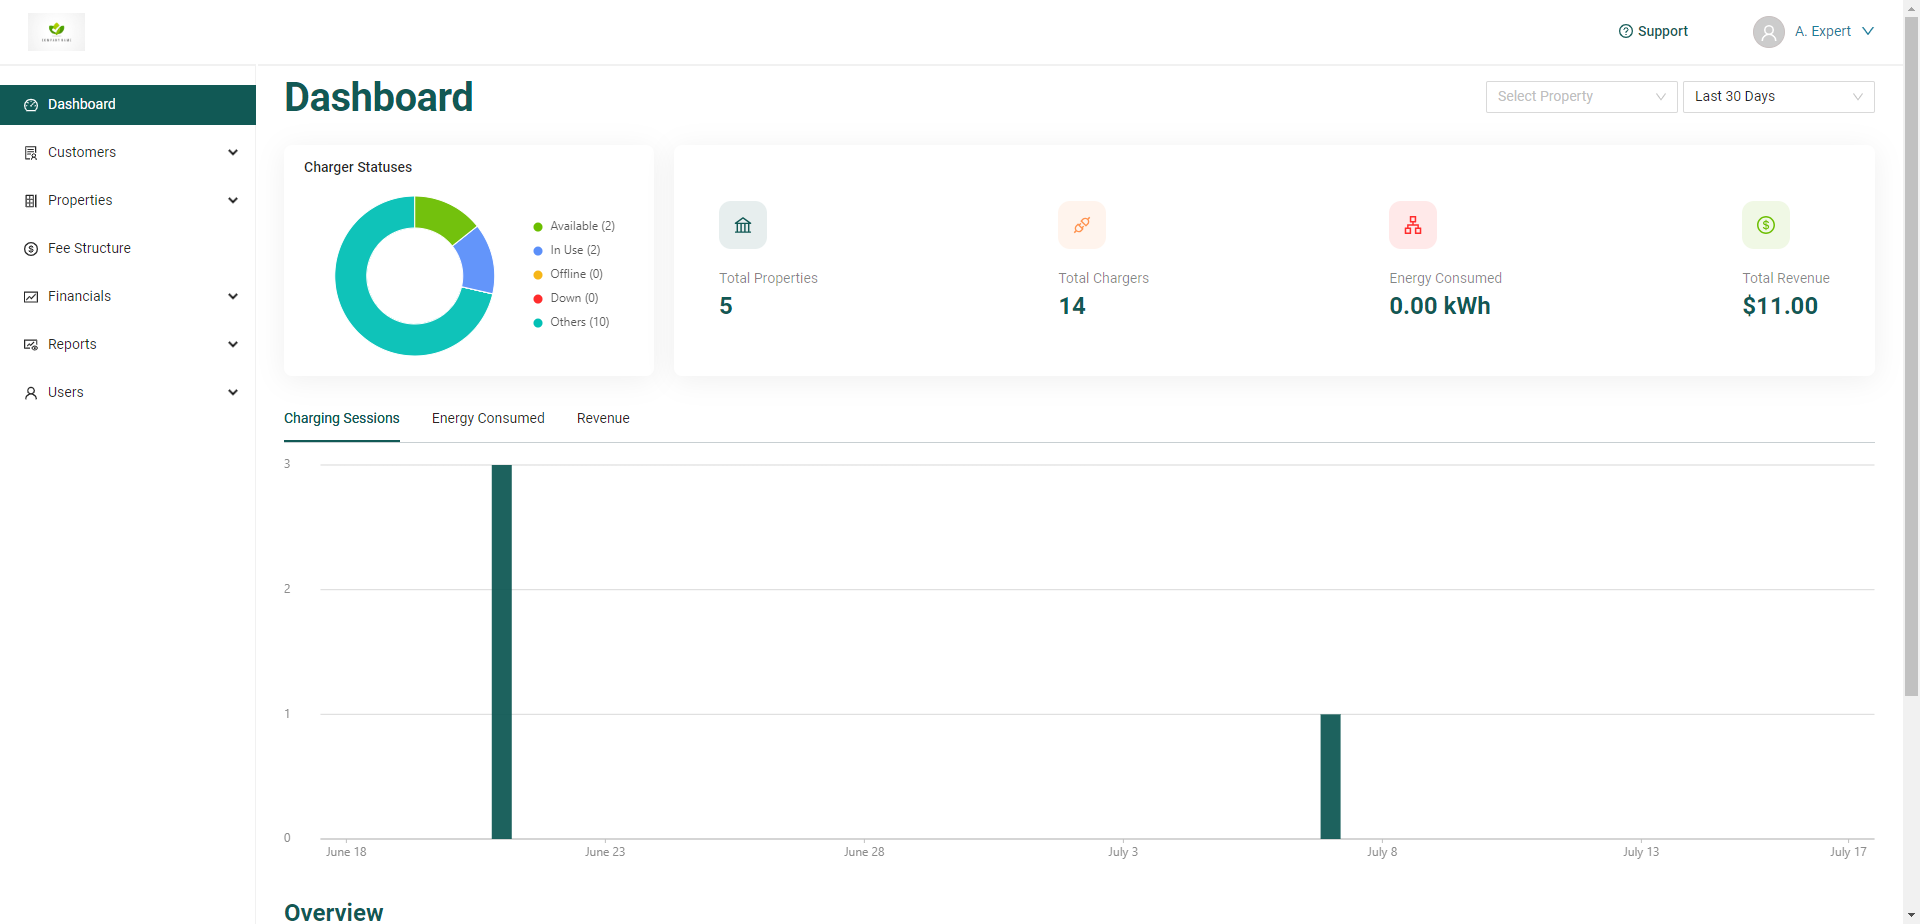 Support
A. Expert
Dashboard
Customers
Properties
Fee Structure
Financials
Reports
Users
Dashboard
Select Property
Last 30 Days
Charger Statuses
Available (2)
In Use (2)
Offline (0)
Down (0)
Others (10)
Total Properties
5
Total Chargers
14
Energy Consumed
0.00 kWh
Total Revenue
$11.00
Charging Sessions
Energy Consumed
Revenue
3
2
1
0
June 18
June 23
June 28
July 3
July 8
July 13
July 17
Overview